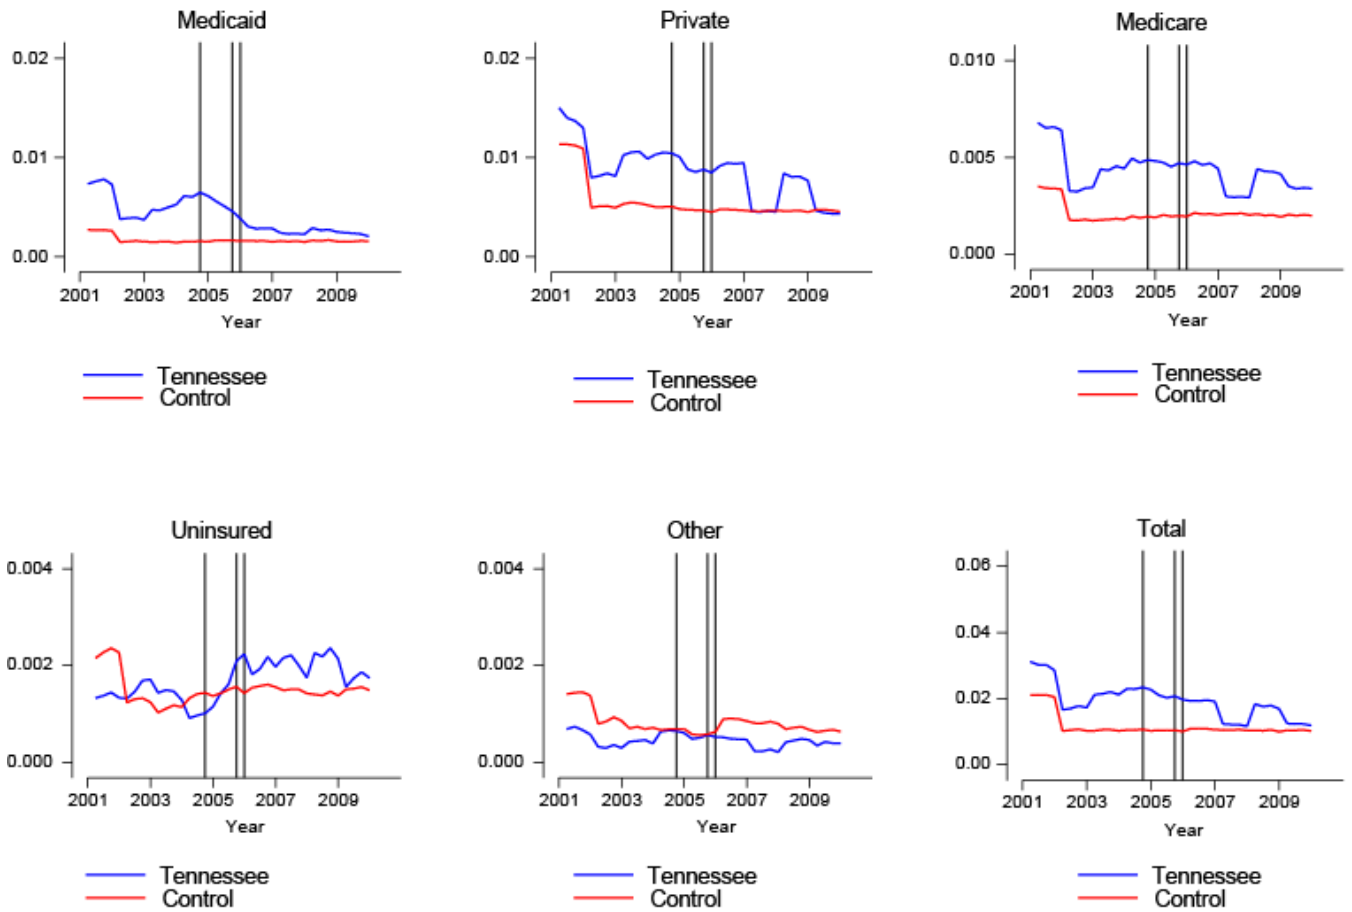 Medicaid
0.02
0.01
0.00
2001 2003 2005 2007 2009
Year
Tennessee
Control
Private
0.02
0.01
0.00
2001 2003 2005 2007 2009
Year
Tennessee
Control
Medicare
0.010
0.005
0.000
2001 2003 2005 2007 2009
Year
Tennessee
Control
Uninsured
0.004
0.002
0.000
2001 2003 2005 2007 2009
Year
Tennessee
Control
Other
0.004
0.002
0.000
2001 2003 2005 2007 2009
Year
Tennessee
Control
Total
0.06
0.04
0.02
0.00
2001 2003 2005 2007 2009
Year
Tennessee
Control